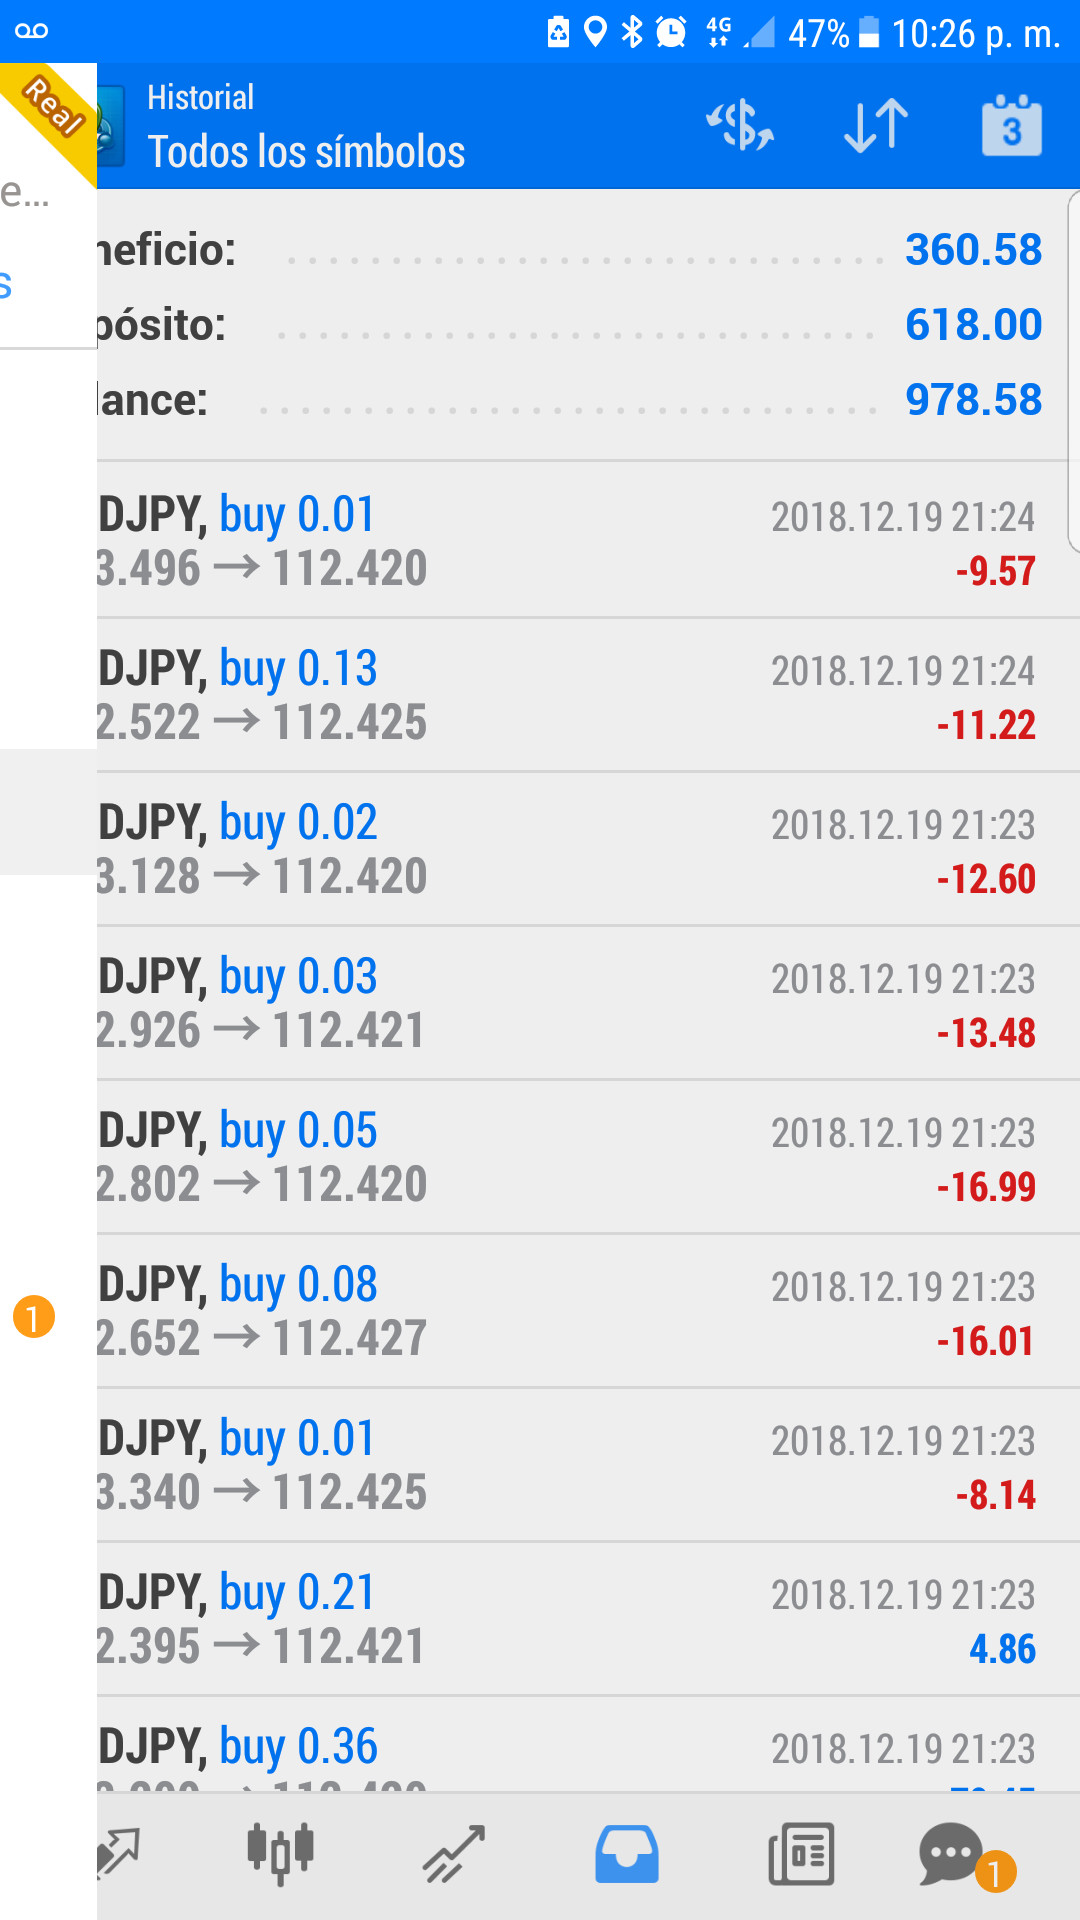 47% 10:26 p. m.
4G
Real
Historial
Todos los símbolos
3
e...
s
neficio: 360.58
pósito: 618.00
lance: 978.58
DJPY, buy 0.01 2018.12.19 21:24
3.496 → 112.420 -9.57
DJPY, buy 0.13 2018.12.19 21:24
2.522 → 112.425 -11.22
DJPY, buy 0.02 2018.12.19 21:23
3.128 → 112.420 -12.60
DJPY, buy 0.03 2018.12.19 21:23
2.926 → 112.421 -13.48
DJPY, buy 0.05 2018.12.19 21:23
2.802 → 112.420 -16.99
DJPY, buy 0.08 2018.12.19 21:23
2.652 → 112.427 -16.01
1
DJPY, buy 0.01 2018.12.19 21:23
3.340 → 112.425 -8.14
DJPY, buy 0.21 2018.12.19 21:23
2.395 → 112.421 4.86
DJPY, buy 0.36 2018.12.19 21:23
1